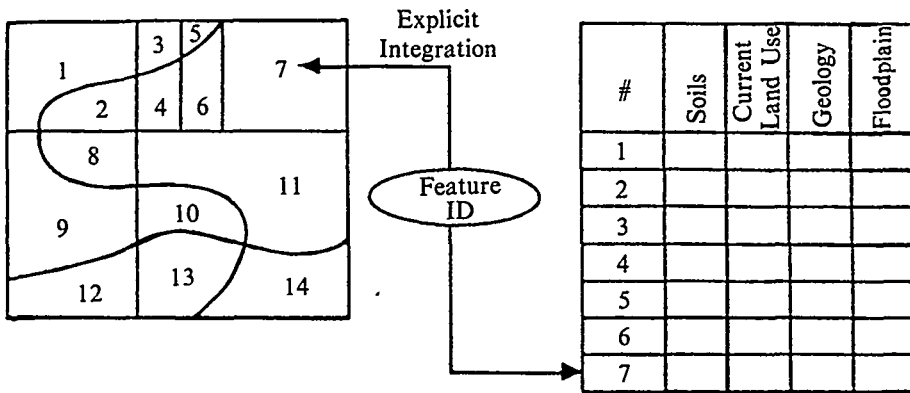 Explicit
Integration
1
2
3
4
5
6
7
8
9
10
11
12
13
14
Feature
ID
#
Soils
Current
Land Use
Geology
Floodplain
1
2
3
4
5
6
7